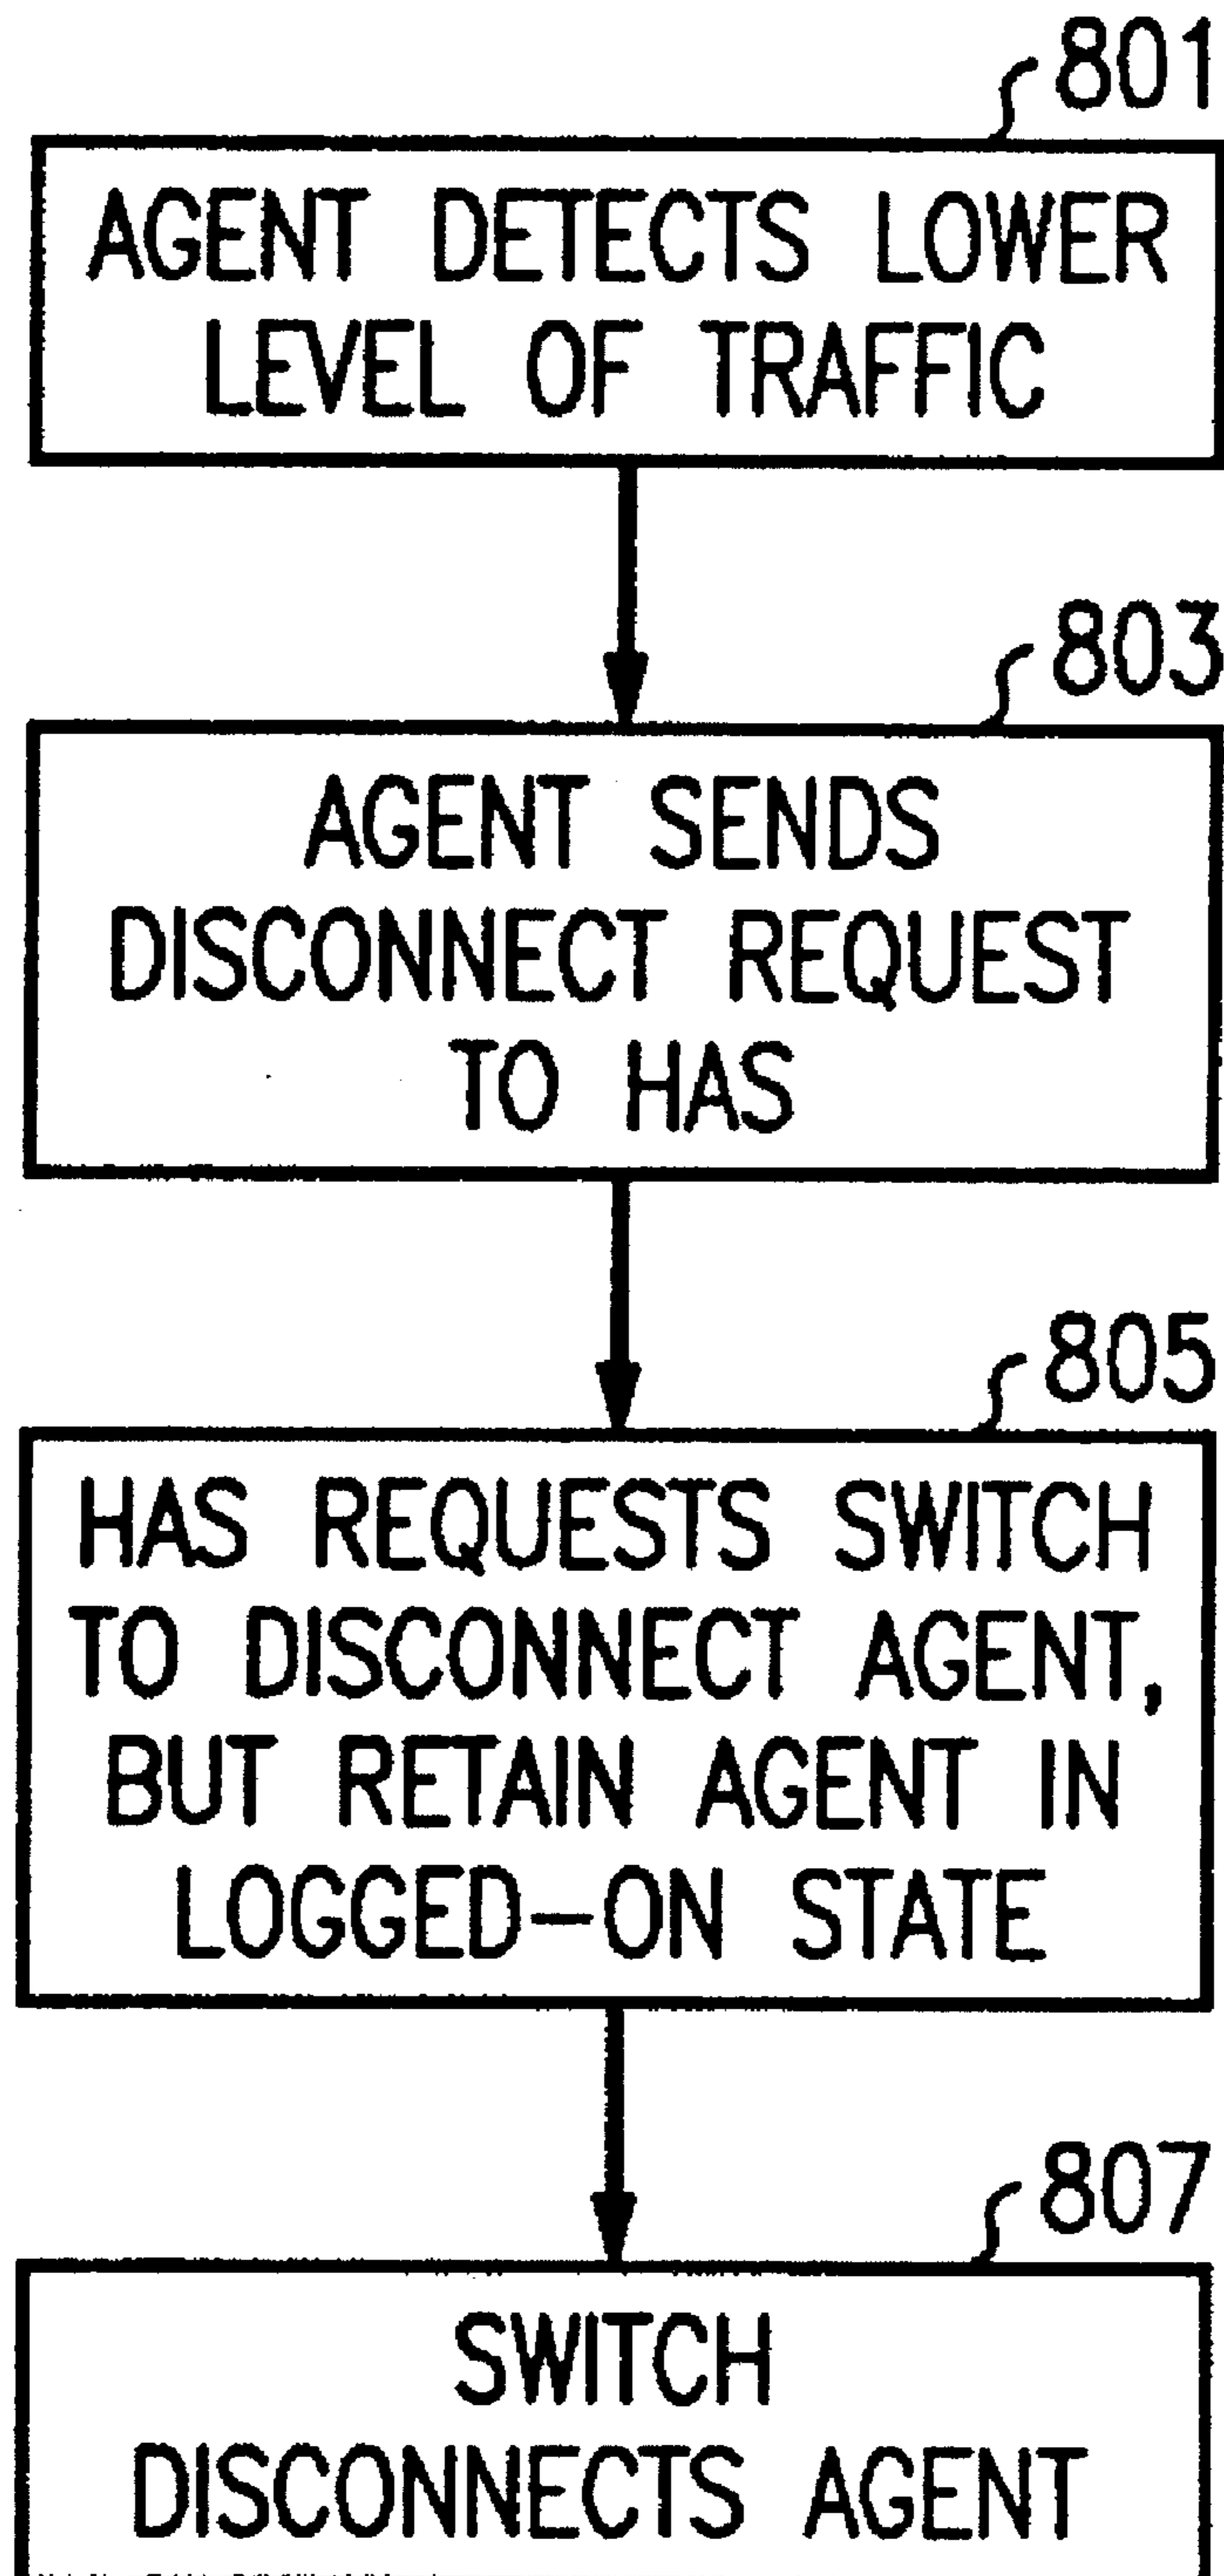 801
AGENT DETECTS LOWER
LEVEL OF TRAFFIC
803
AGENT SENDS
DISCONNECT REQUEST
TO HAS
805
HAS REQUESTS SWITCH
TO DISCONNECT AGENT,
BUT RETAIN AGENT IN
LOGGED–ON STATE
807
SWITCH
DISCONNECTS AGENT